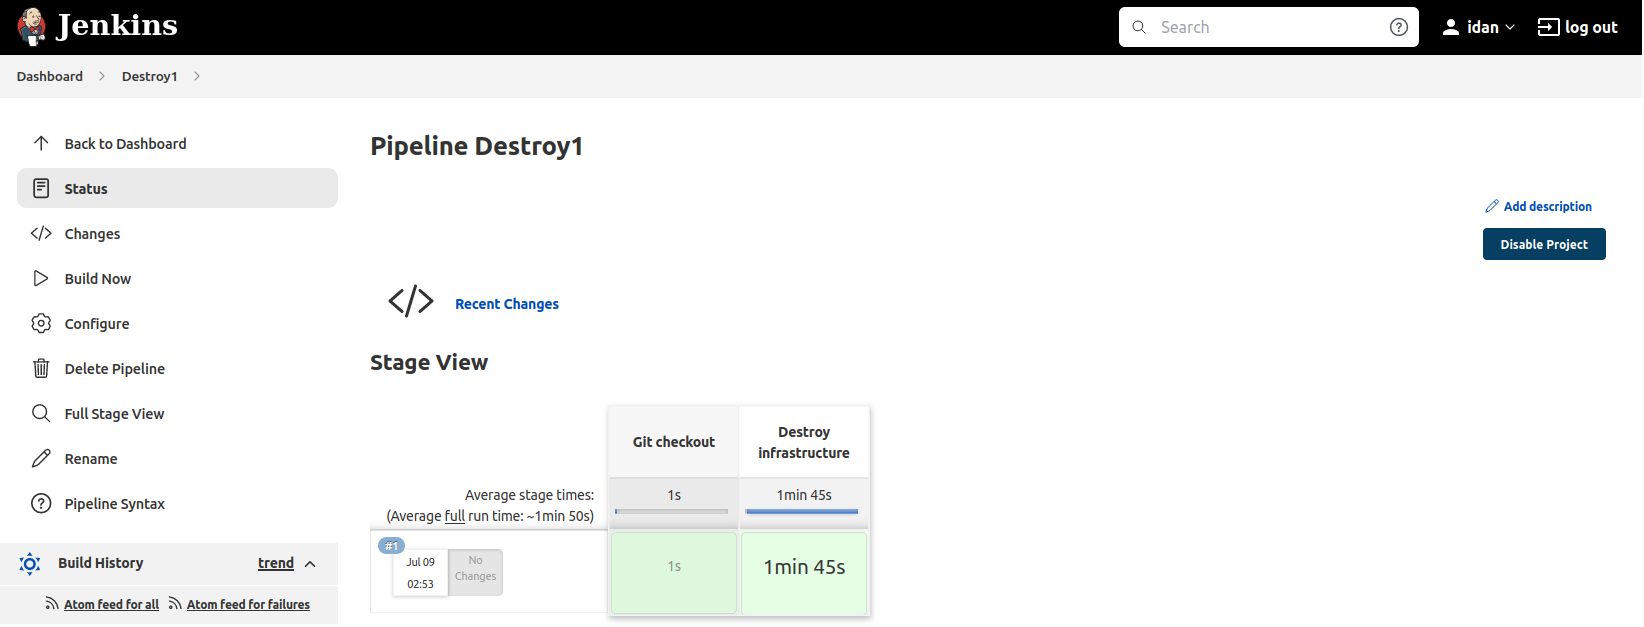 Jenkins
Search
idan
log out
Dashboard
Destroy1
Back to Dashboard
Status
Changes
Build Now
Configure
Delete Pipeline
Full Stage View
Rename
Pipeline Syntax
Build History
trend
Atom feed for all
Atom feed for failures
Pipeline Destroy1
Add description
Disable Project
Recent Changes
Stage View
Git checkout
Destroy
infrastructure
Average stage times:
(Average full run time: ~1min 50s)
1s
1min 45s
#1
Jul 09
02:53
No
Changes
1s
1min 45s